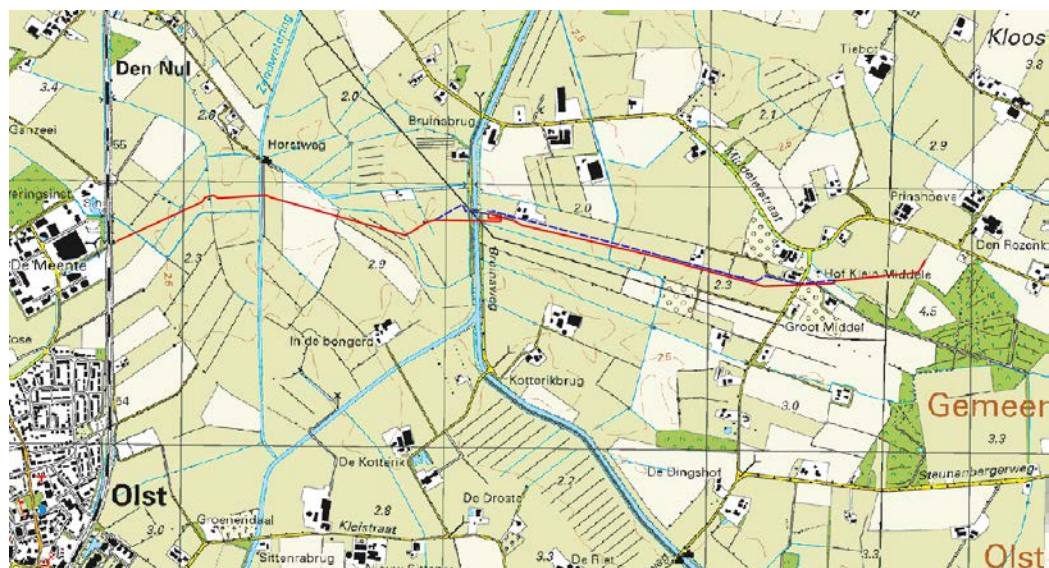 Den Nul
Zandwetering
2.0
2.5
Tiebot
Kloos
3.8
3.4
2.8
Bruinsbrug
2.1
Ganzeei
55
Horstweg
Middelerstraat
2.9
Prinshoeve
2.0
De Meente
2.3
2.9
Bruinsweg
Den Rozenk
2.3
Hof Klein Middele
4.5
Groot Middel
In de bongerd
2.5
Kotterikbrug
54
3.0
Gemeer
3.3
De Kotterik
De Dingshof
Steunenbergerweg
Olst
De Droste
2.2
3.0
Groenendaal
Kleistraat
2.8
Sittenrabrug
3.3
De Riet
3.3
Olst